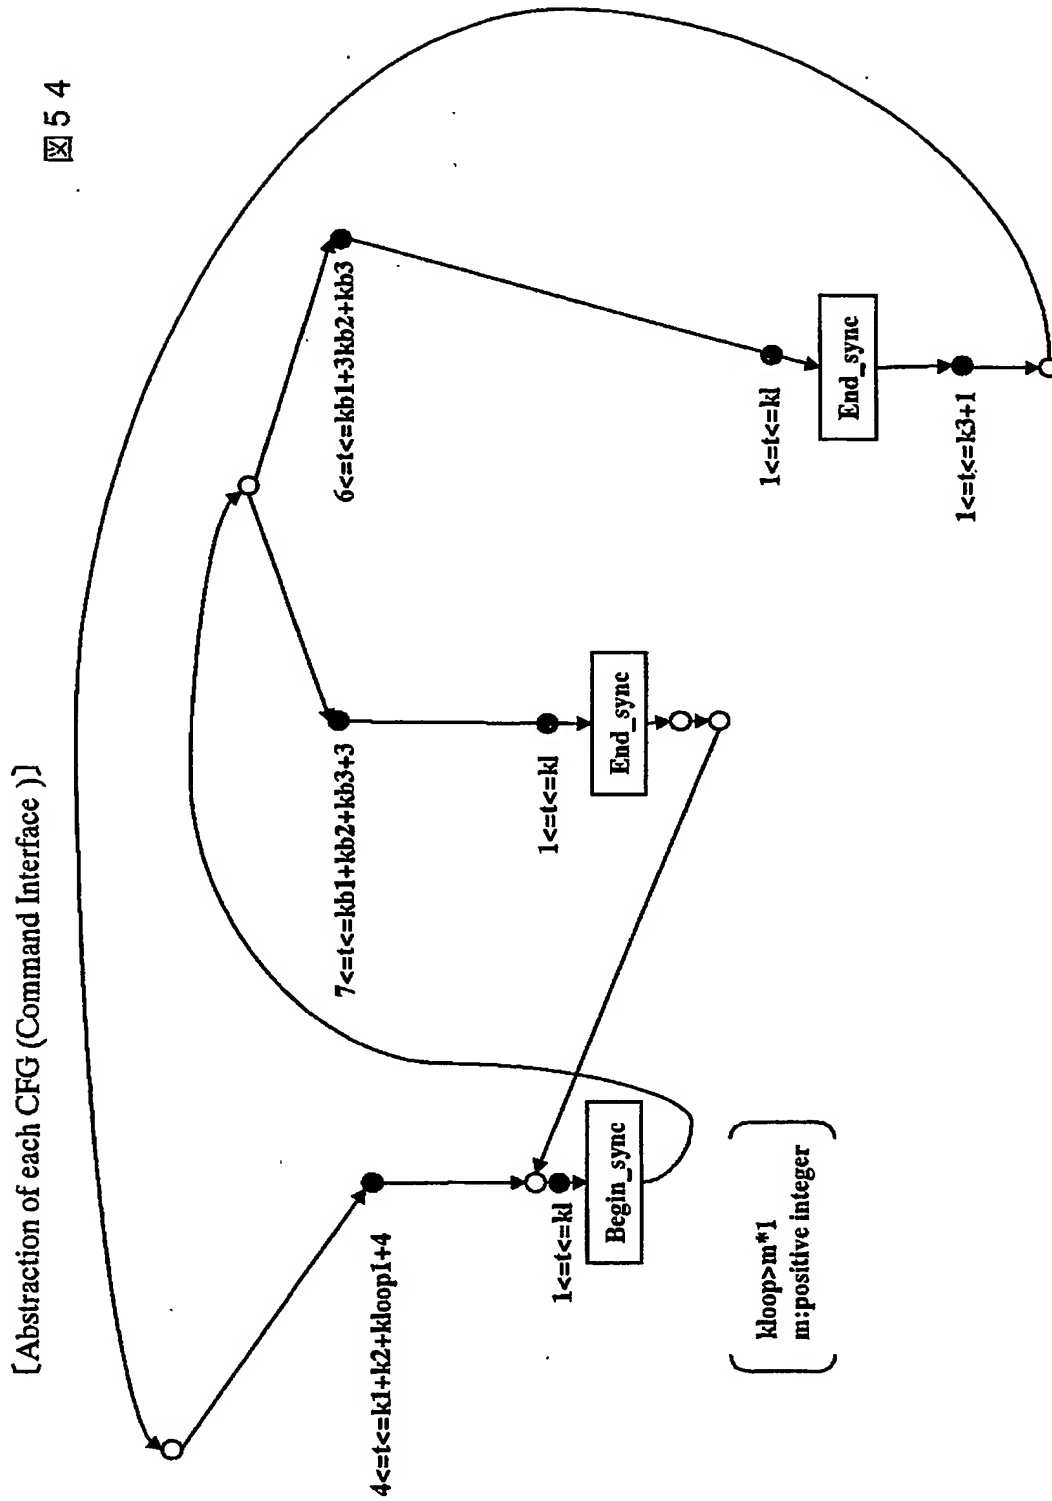 [Abstraction of each CFG (Command Interface )]
図５４
7<=t<=kb1+kb2+kb3+3
6<=t<=kb1+3kb2+kb3
4<=t<=k1+k2+kloop1+4
1<=t<=kl
1<=t<=kl
Begin_sync
End_sync
kloop>m*1
m:positive integer
1<=t<=kl
End_sync
1<=t<=k3+1